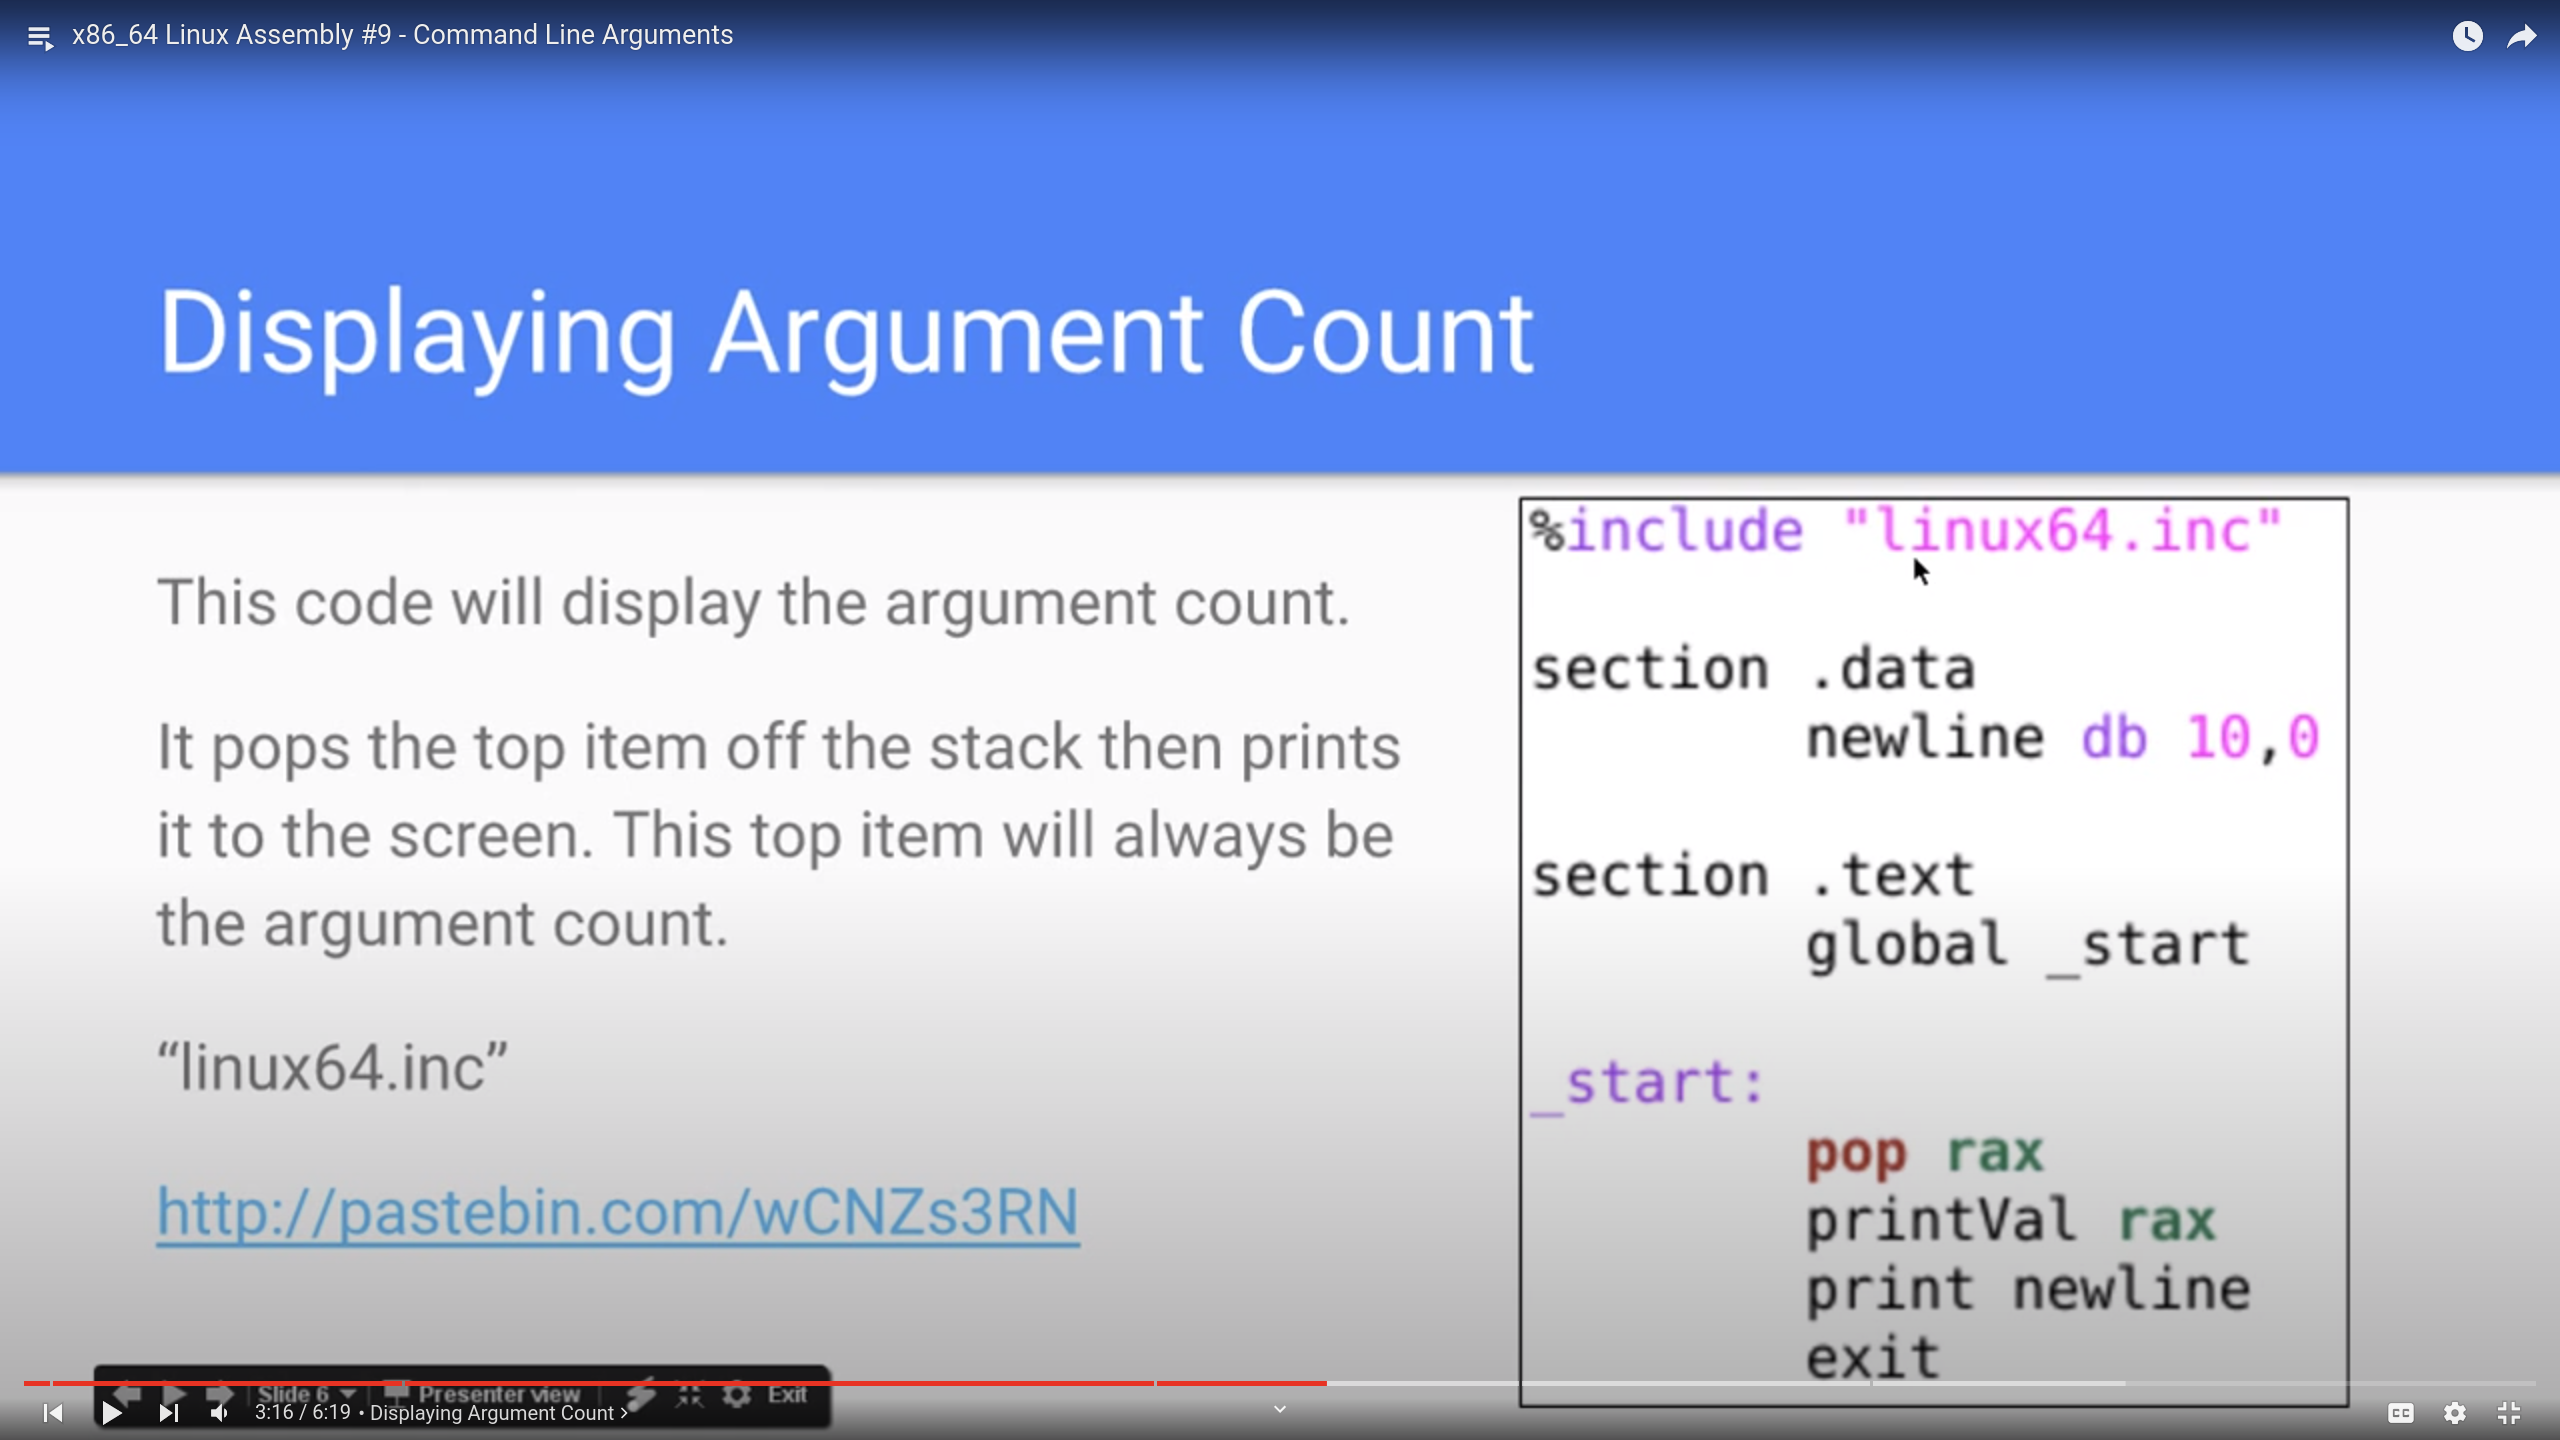 x86_64 Linux Assembly #9 - Command Line Arguments
Displaying Argument Count
This code will display the argument count.
It pops the top item off the stack then prints
it to the screen. This top item will always be
the argument count.
“linux64.inc”
http://pastebin.com/wCNZs3RN
%include "linux64.inc"
section .data
newline db 10,0
section .text
global _start
_start:
pop rax
printVal rax
print newline
exit
Slide 6 Presenter view Exit
3:16 / 6:19 • Displaying Argument Count ›
CC